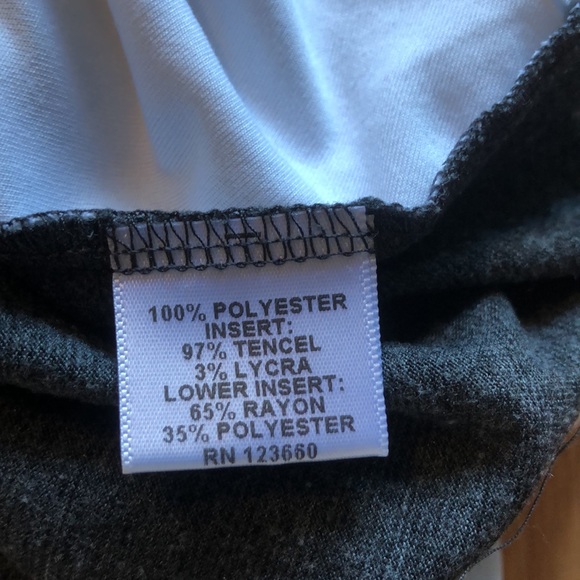 100% POLYESTER
INSERT:
97% TENCEL
3% LYCRA
LOWER INSERT:
65% RAYON
35% POLYESTER
RN 123660